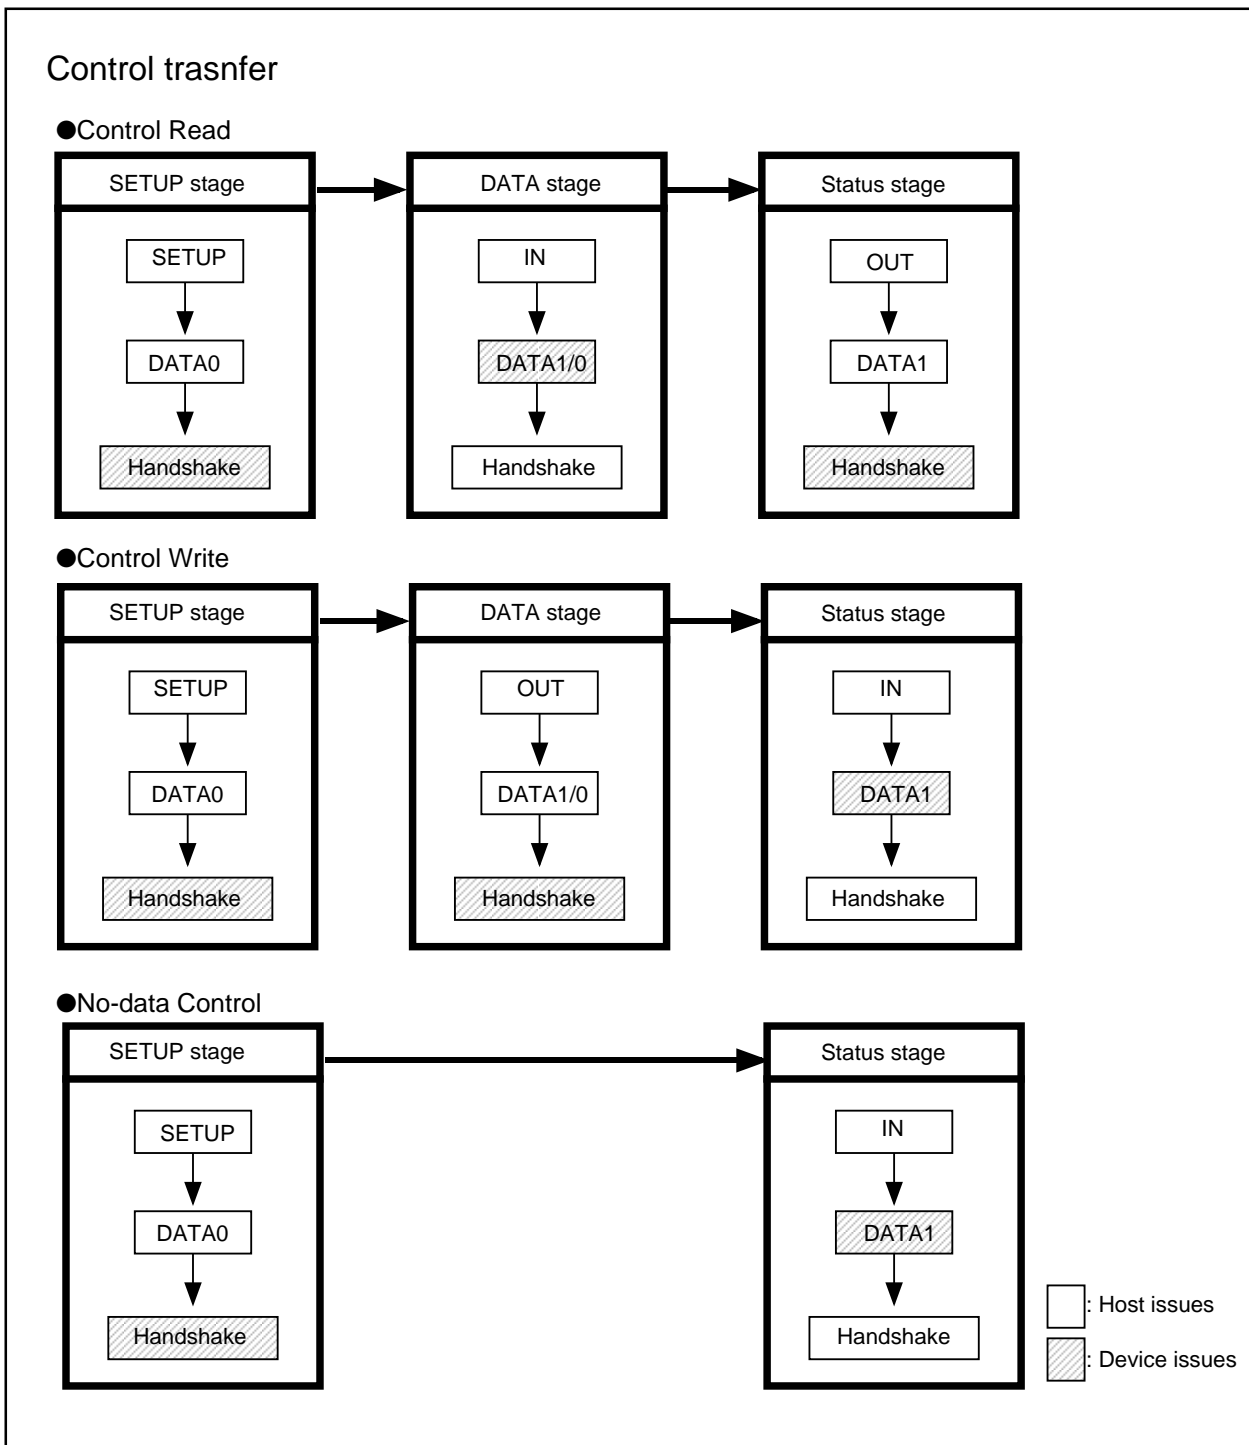 Control trasnfer
●Control Read
SETUP stage
DATA stage
Status stage
SETUP
IN
OUT
DATA0
DATA1/0
DATA1
Handshake
Handshake
Handshake
●Control Write
SETUP stage
DATA stage
Status stage
SETUP
OUT
IN
DATA0
DATA1/0
DATA1
Handshake
Handshake
Handshake
●No-data Control
SETUP stage
Status stage
SETUP
IN
DATA0
DATA1
Handshake
Handshake
: Host issues
: Device issues